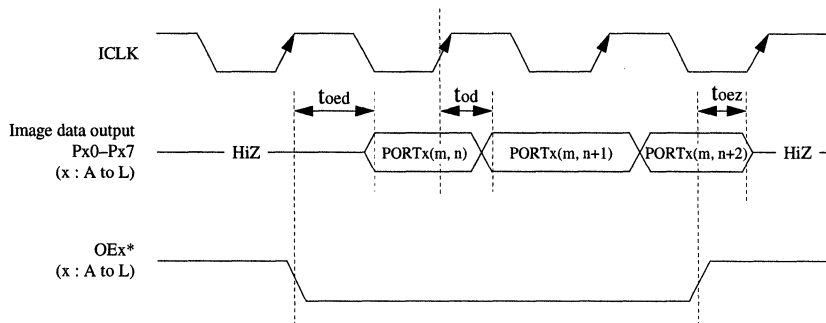 ICLK
toed
tod
toez
Image data output
Px0–Px7
(x : A to L)
HiZ
PORTx(m, n)
PORTx(m, n+1)
PORTx(m, n+2)
HiZ
OEx*
(x : A to L)